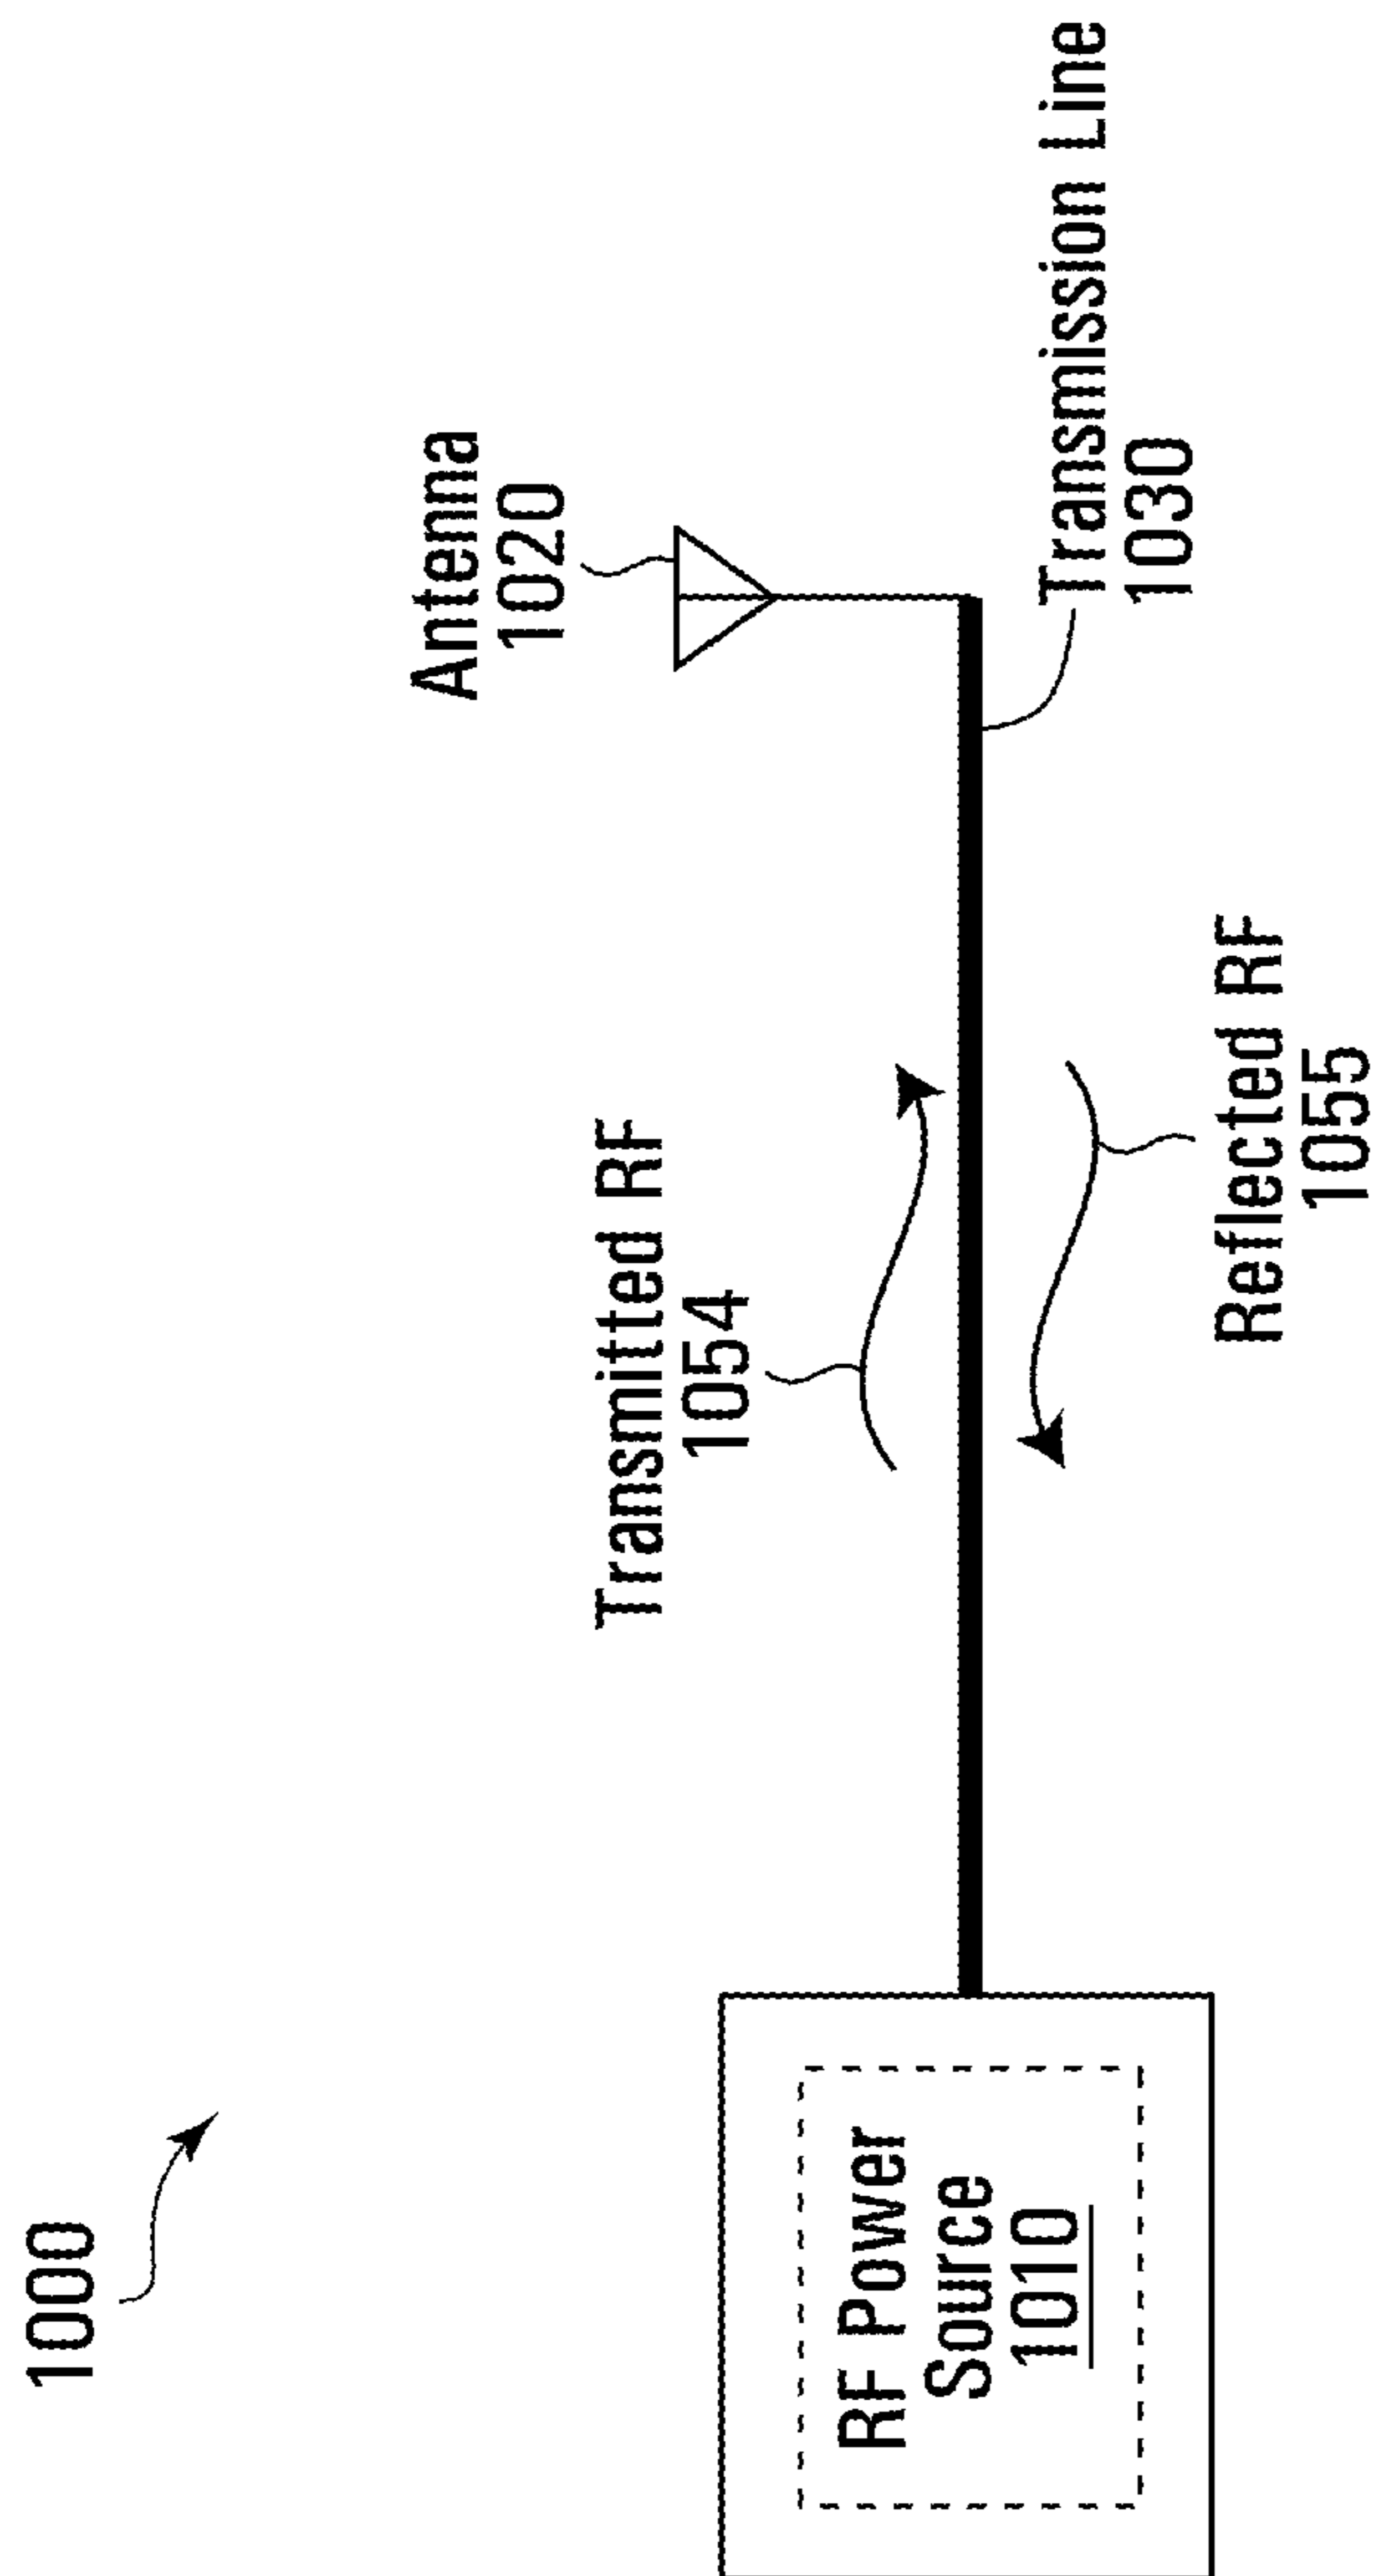 1000
Antenna
1020
Transmitted RF
1054
RF Power
Source
1010
Transmission Line
1030
Reflected RF
1055